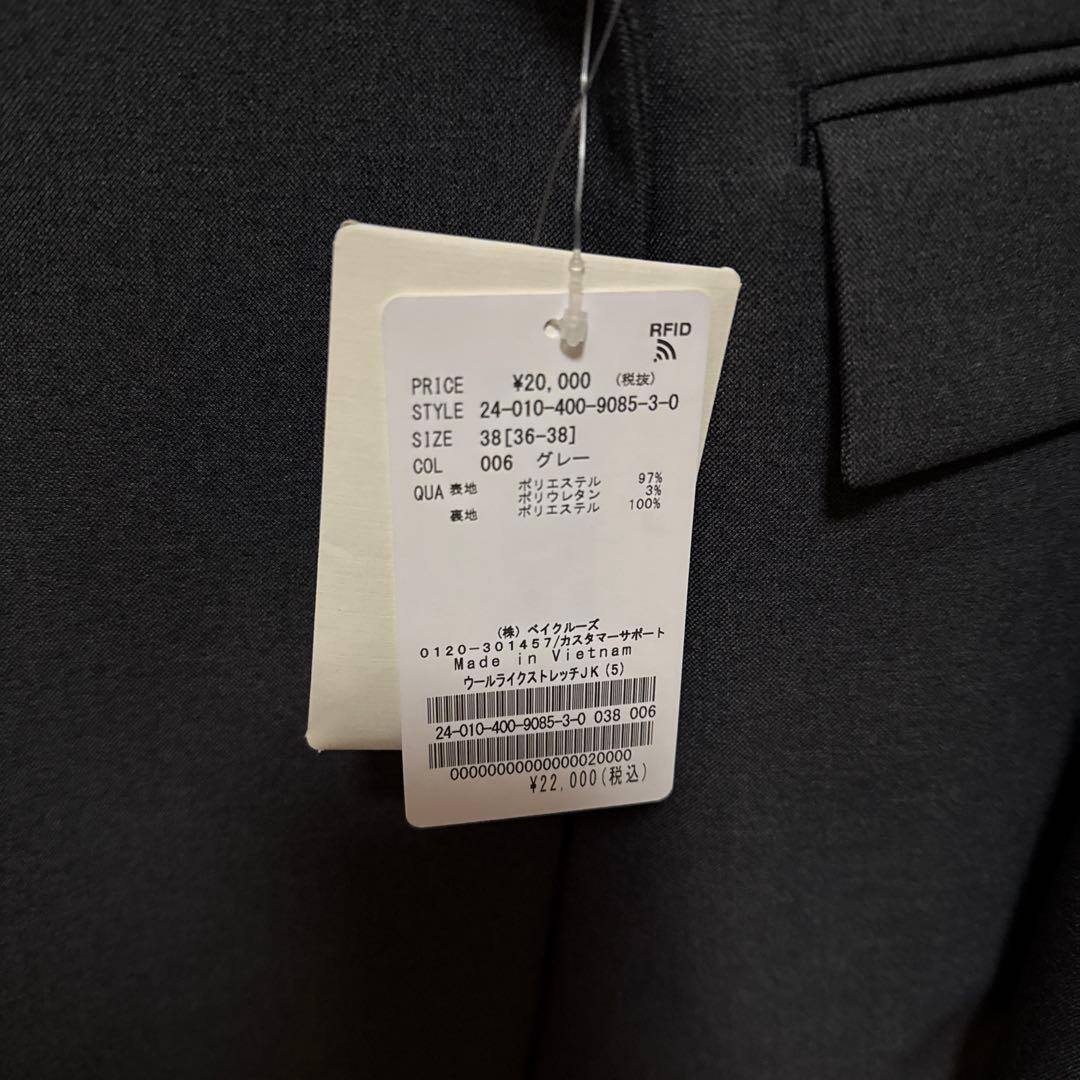 RFID
PRICE ¥20,000 (税抜)
STYLE 24-010-400-9085-3-0
SIZE 38[36-38]
COL 006 グレー
QUA 表地 ポリエステル 97%
ポリウレタン 3%
裏地 ポリエステル 100%
(株) ベイクルーズ
0120-301457/カスタマーサポート
Made in Vietnam
ウールライクストレッチJK(5)
24-010-400-9085-3-0 038 006
00000000000000020000
¥22,000(税込)